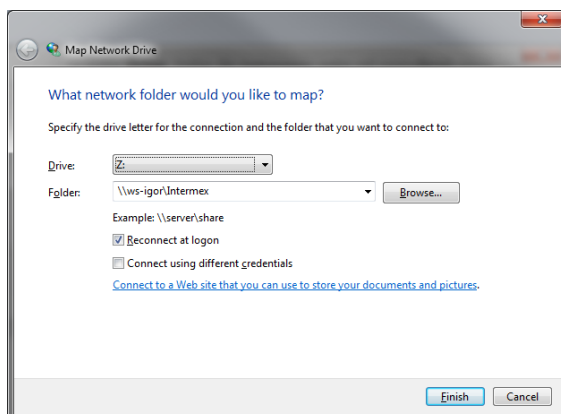 Map Network Drive
What network folder would you like to map?
Specify the drive letter for the connection and the folder that you want to connect to:
Drive: Z:
Folder: \\ws-igor\Intermex Browse...
Example: \\server\share
Reconnect at logon
Connect using different credentials
Connect to a Web site that you can use to store your documents and pictures.
Finish Cancel